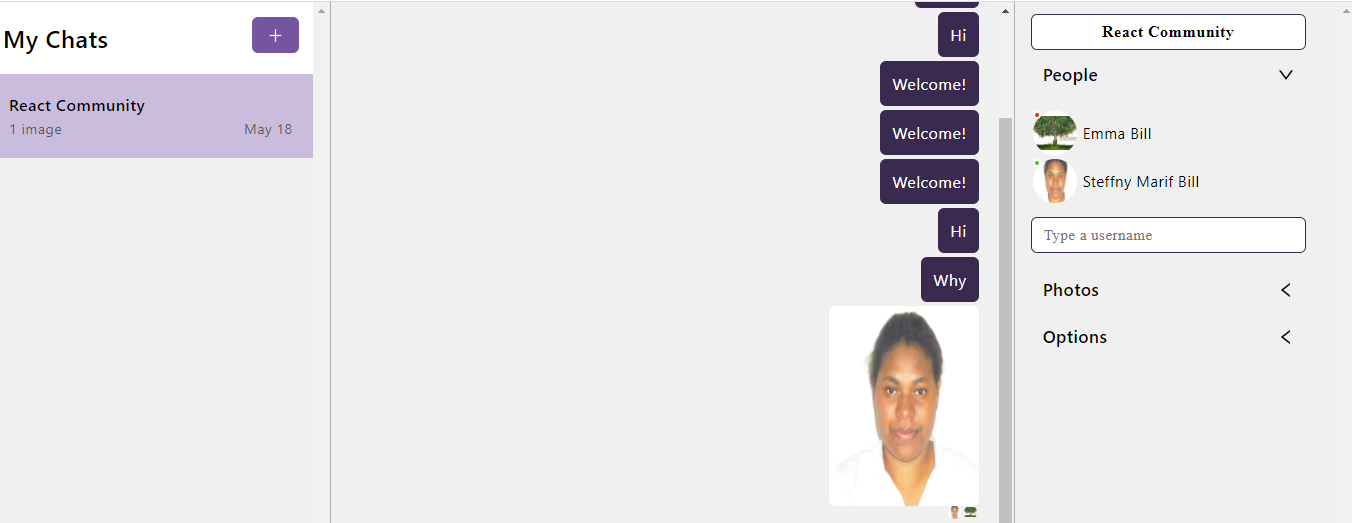 My Chats
+
React Community
1 image
May 18
Hi
Welcome!
Welcome!
Welcome!
Hi
Why
React Community
People
Emma Bill
Steffny Marif Bill
Type a username
Photos
Options